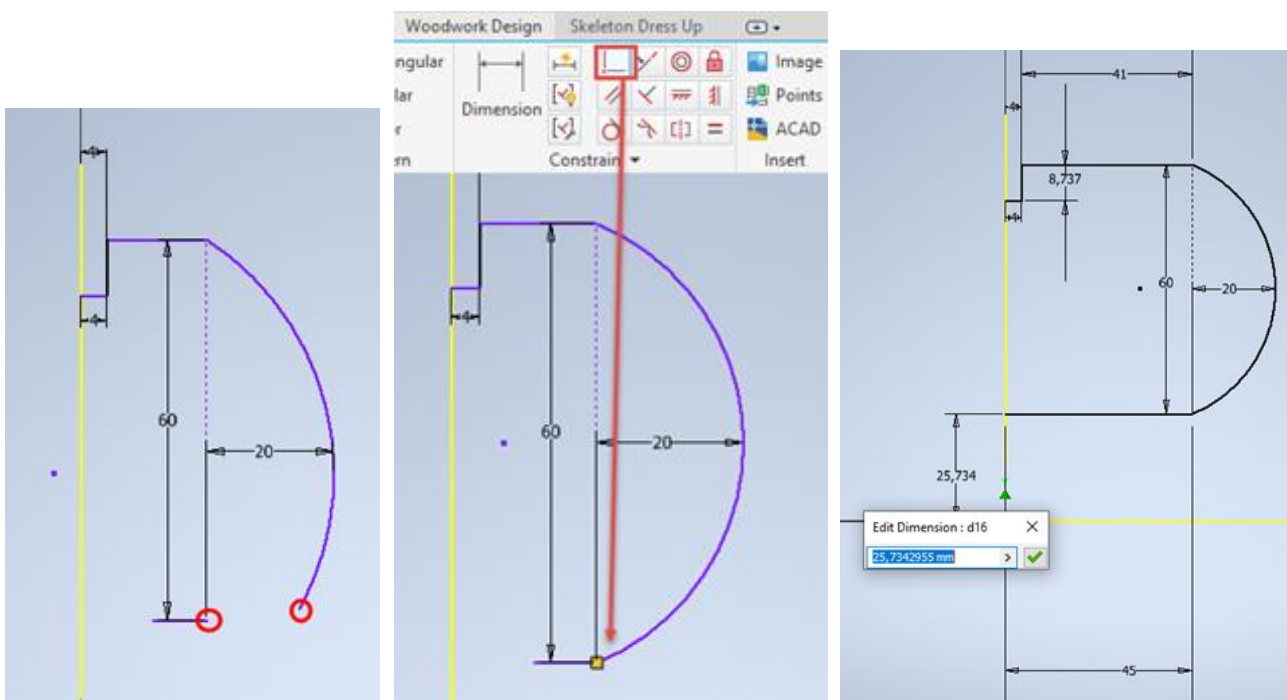 4
4
60
20
Woodwork Design Skeleton Dress Up
ngular
lar
r
rn
Dimension
Constrain
Image
Points
ACAD
Insert
4
60
20
41
4
8,737
4
60
20
25,734
Edit Dimension : d16
25,7342955 mm
45